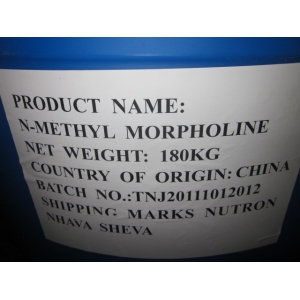 PRODUCT NAME:
N-METHYL MORPHOLINE
NET WEIGHT: 180KG
COUNTRY OF ORIGIN: CHINA
BATCH NO.:TNJ20111012012
SHIPPING MARKS NUTRON
NHAVA SHEVA